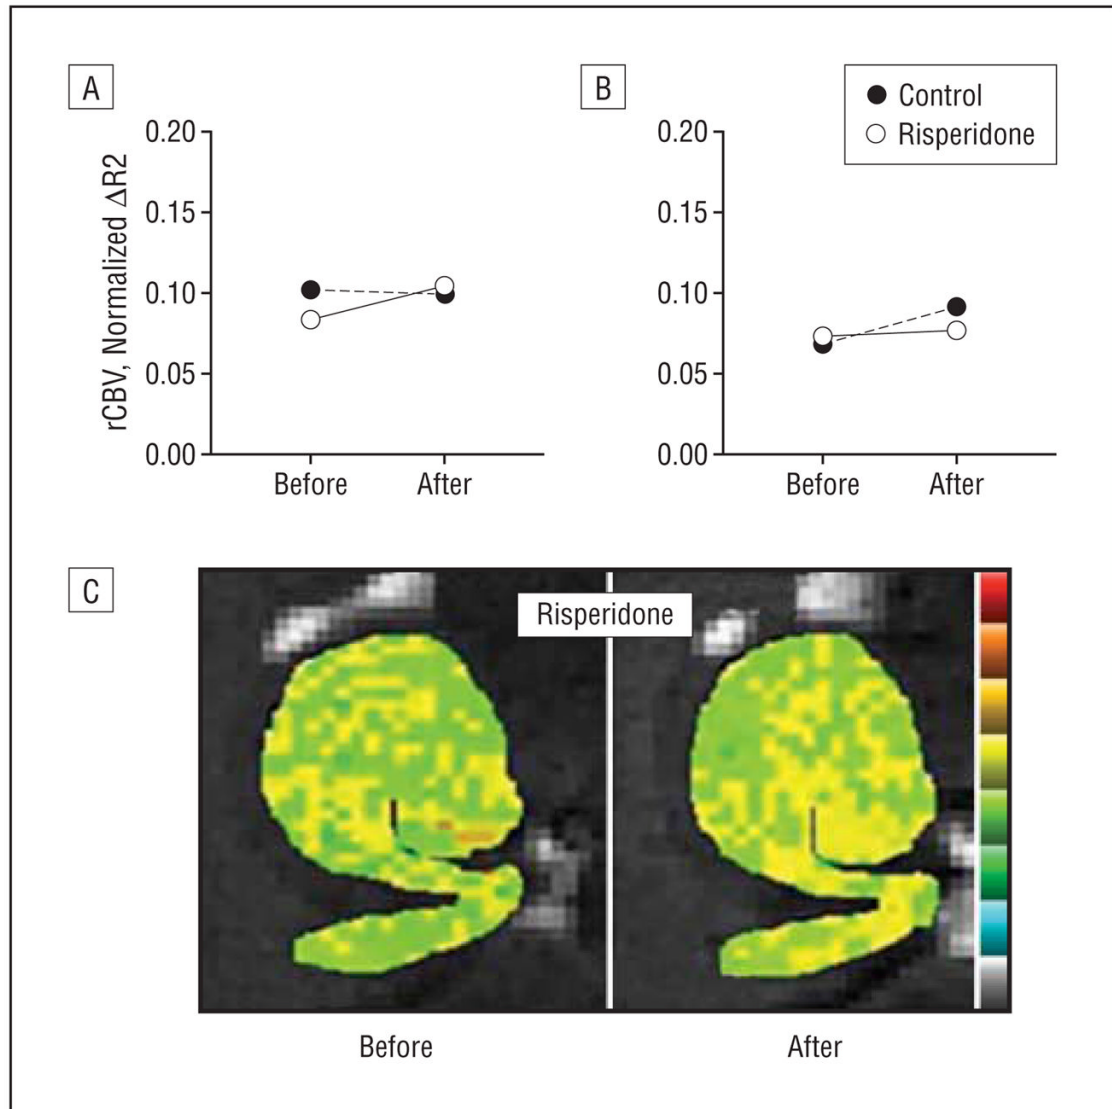 A
B
Control
Risperidone
rCBV, Normalized ΔR2
0.20
0.15
0.10
0.05
0.00
Before
After
0.20
0.15
0.10
0.05
0.00
Before
After
C
Risperidone
Before
After